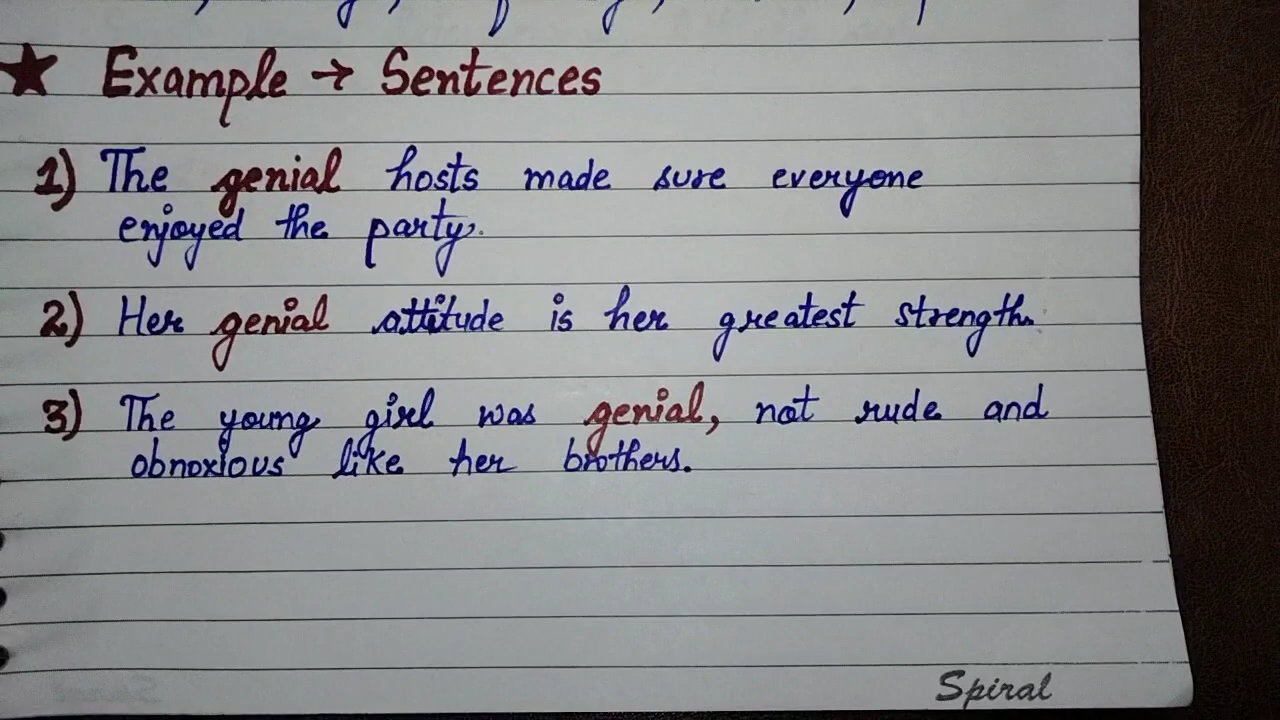 ★ Example → Sentences
1) The genial hosts made sure everyone
enjoyed the party.
2) Her genial attitude is her greatest strength.
3) The young girl was genial, not rude and
obnoxious like her brothers.
Spiral